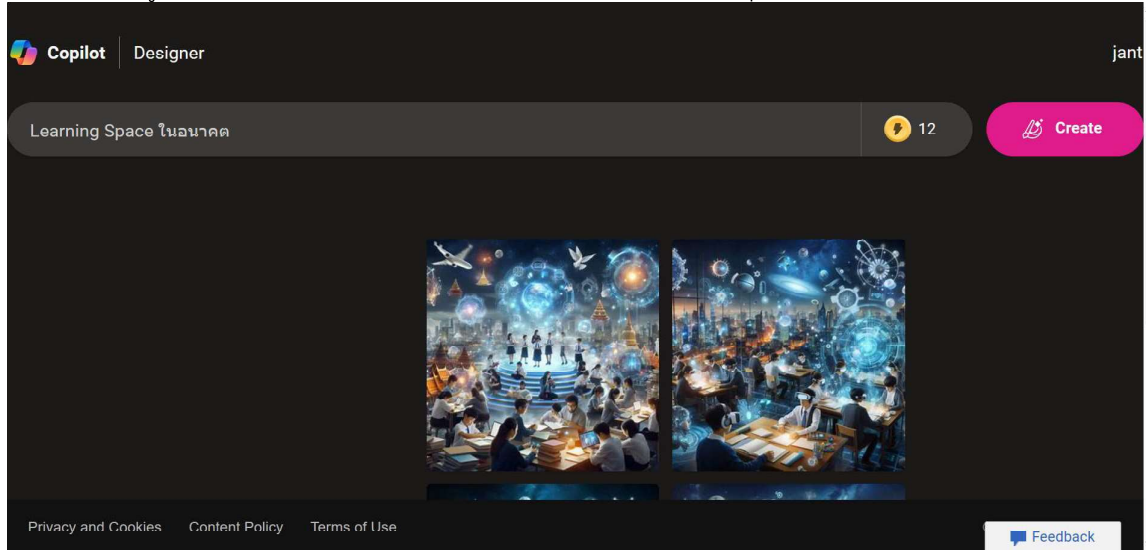 Copilot Designer
jant
Learning Space ในอนาคต
12
Create
Privacy and Cookies Content Policy Terms of Use
Feedback